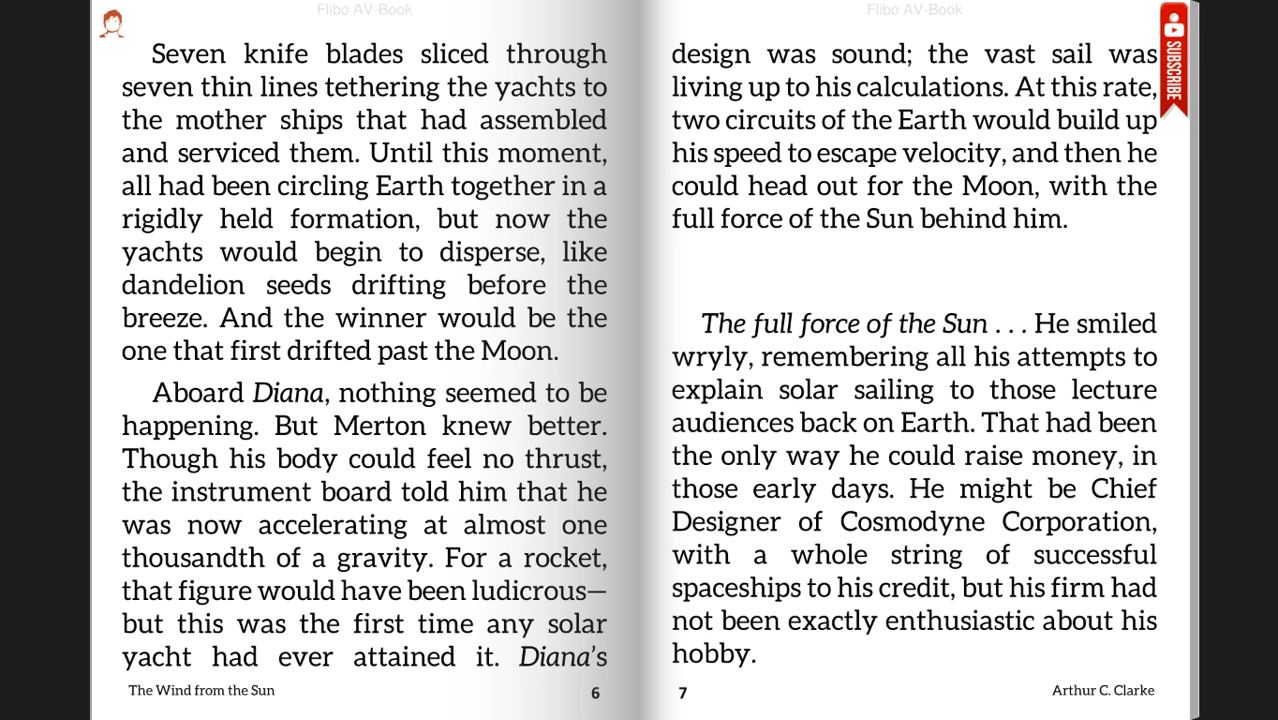 Flibo AV-Book
Seven knife blades sliced through
seven thin lines tethering the yachts to
the mother ships that had assembled
and serviced them. Until this moment,
all had been circling Earth together in a
rigidly held formation, but now the
yachts would begin to disperse, like
dandelion seeds drifting before the
breeze. And the winner would be the
one that first drifted past the Moon.
Aboard Diana, nothing seemed to be
happening. But Merton knew better.
Though his body could feel no thrust,
the instrument board told him that he
was now accelerating at almost one
thousandth of a gravity. For a rocket,
that figure would have been ludicrous—
but this was the first time any solar
yacht had ever attained it. Diana’s
The Wind from the Sun 6
Flibo AV-Book
SUBSCRIBE
design was sound; the vast sail was
living up to his calculations. At this rate,
two circuits of the Earth would build up
his speed to escape velocity, and then he
could head out for the Moon, with the
full force of the Sun behind him.
The full force of the Sun . . . He smiled
wryly, remembering all his attempts to
explain solar sailing to those lecture
audiences back on Earth. That had been
the only way he could raise money, in
those early days. He might be Chief
Designer of Cosmodyne Corporation,
with a whole string of successful
spaceships to his credit, but his firm had
not been exactly enthusiastic about his
hobby.
7 Arthur C. Clarke